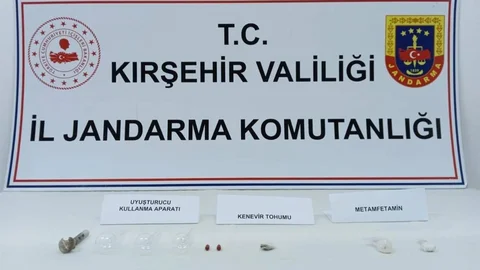 T.C.
KIRŞEHİR VALİLİĞİ
İL JANDARMA KOMUTANLIĞI
JANDARMA
UYUŞTURUCU
KULLANMA APARATI
KENEVİR TOHUMU
METAMFETAMİN